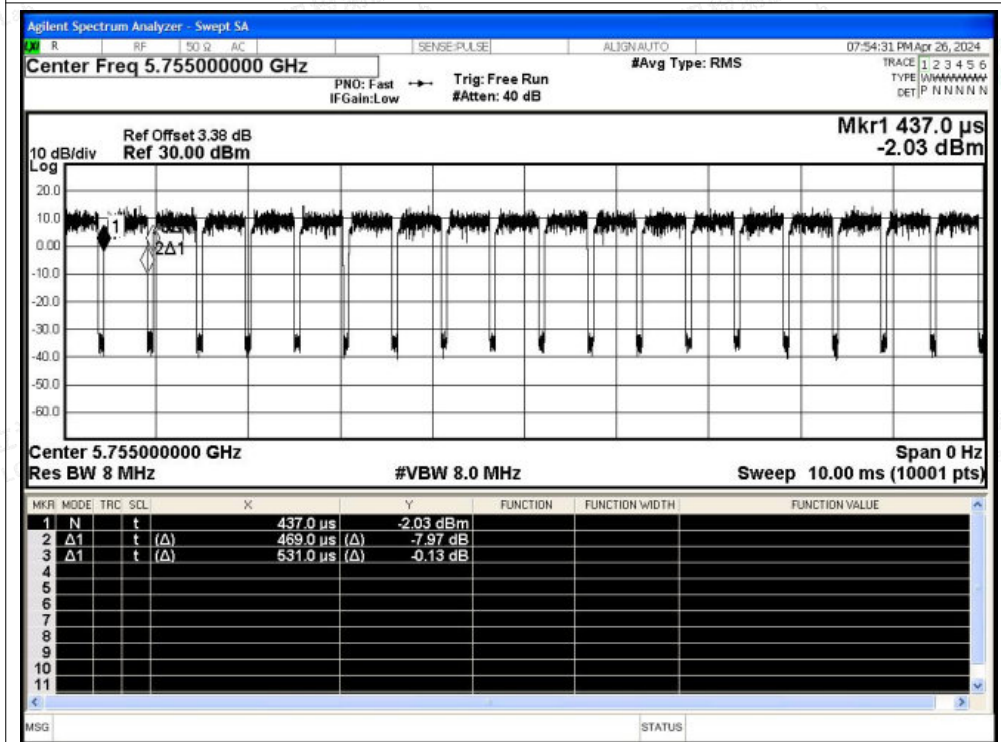 Agilent Spectrum Analyzer - Swept SA
LXI R RF 50 Ω AC SENSE:PULSE ALIGNAUTO 07:54:31 PM Apr 26, 2024
Center Freq 5.755000000 GHz #Avg Type: RMS TRACE 1 2 3 4 5 6
PNO: Fast Trig: Free Run TYPE WWWWWW
IFGain:Low #Atten: 40 dB DET P N N N N N
Mkr1 437.0 µs
Ref Offset 3.38 dB
10 dB/div Ref 30.00 dBm -2.03 dBm
Log
20.0
10.0
1
0.00
2Δ1
-10.0
-20.0
-30.0
-40.0
-50.0
-60.0
Center 5.755000000 GHz Span 0 Hz
Res BW 8 MHz #VBW 8.0 MHz Sweep 10.00 ms (10001 pts)
MKR MODE TRC SCL X Y FUNCTION FUNCTION WIDTH FUNCTION VALUE
1 N t 437.0 µs -2.03 dBm
2 Δ1 t (Δ) 469.0 µs (Δ) -7.97 dB
3 Δ1 t (Δ) 531.0 µs (Δ) -0.13 dB
4
5
6
7
8
9
10
11
MSG STATUS